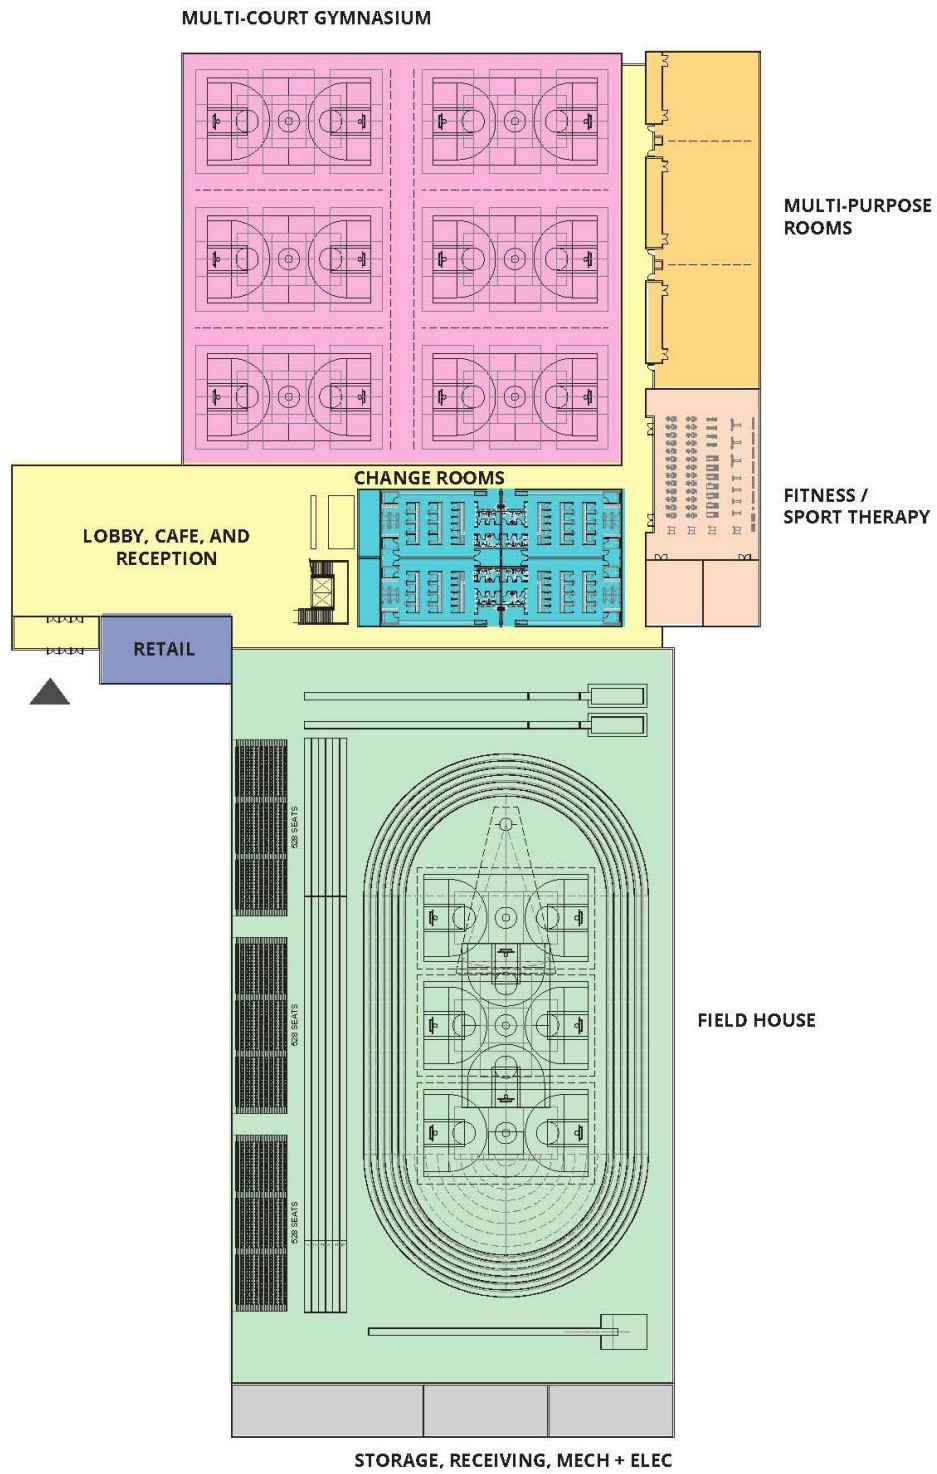 MULTI-COURT GYMNASIUM
MULTI-PURPOSE
ROOMS
CHANGE ROOMS
FITNESS /
SPORT THERAPY
LOBBY, CAFE, AND
RECEPTION
RETAIL
528 SEATS
528 SEATS
528 SEATS
FIELD HOUSE
STORAGE, RECEIVING, MECH + ELEC